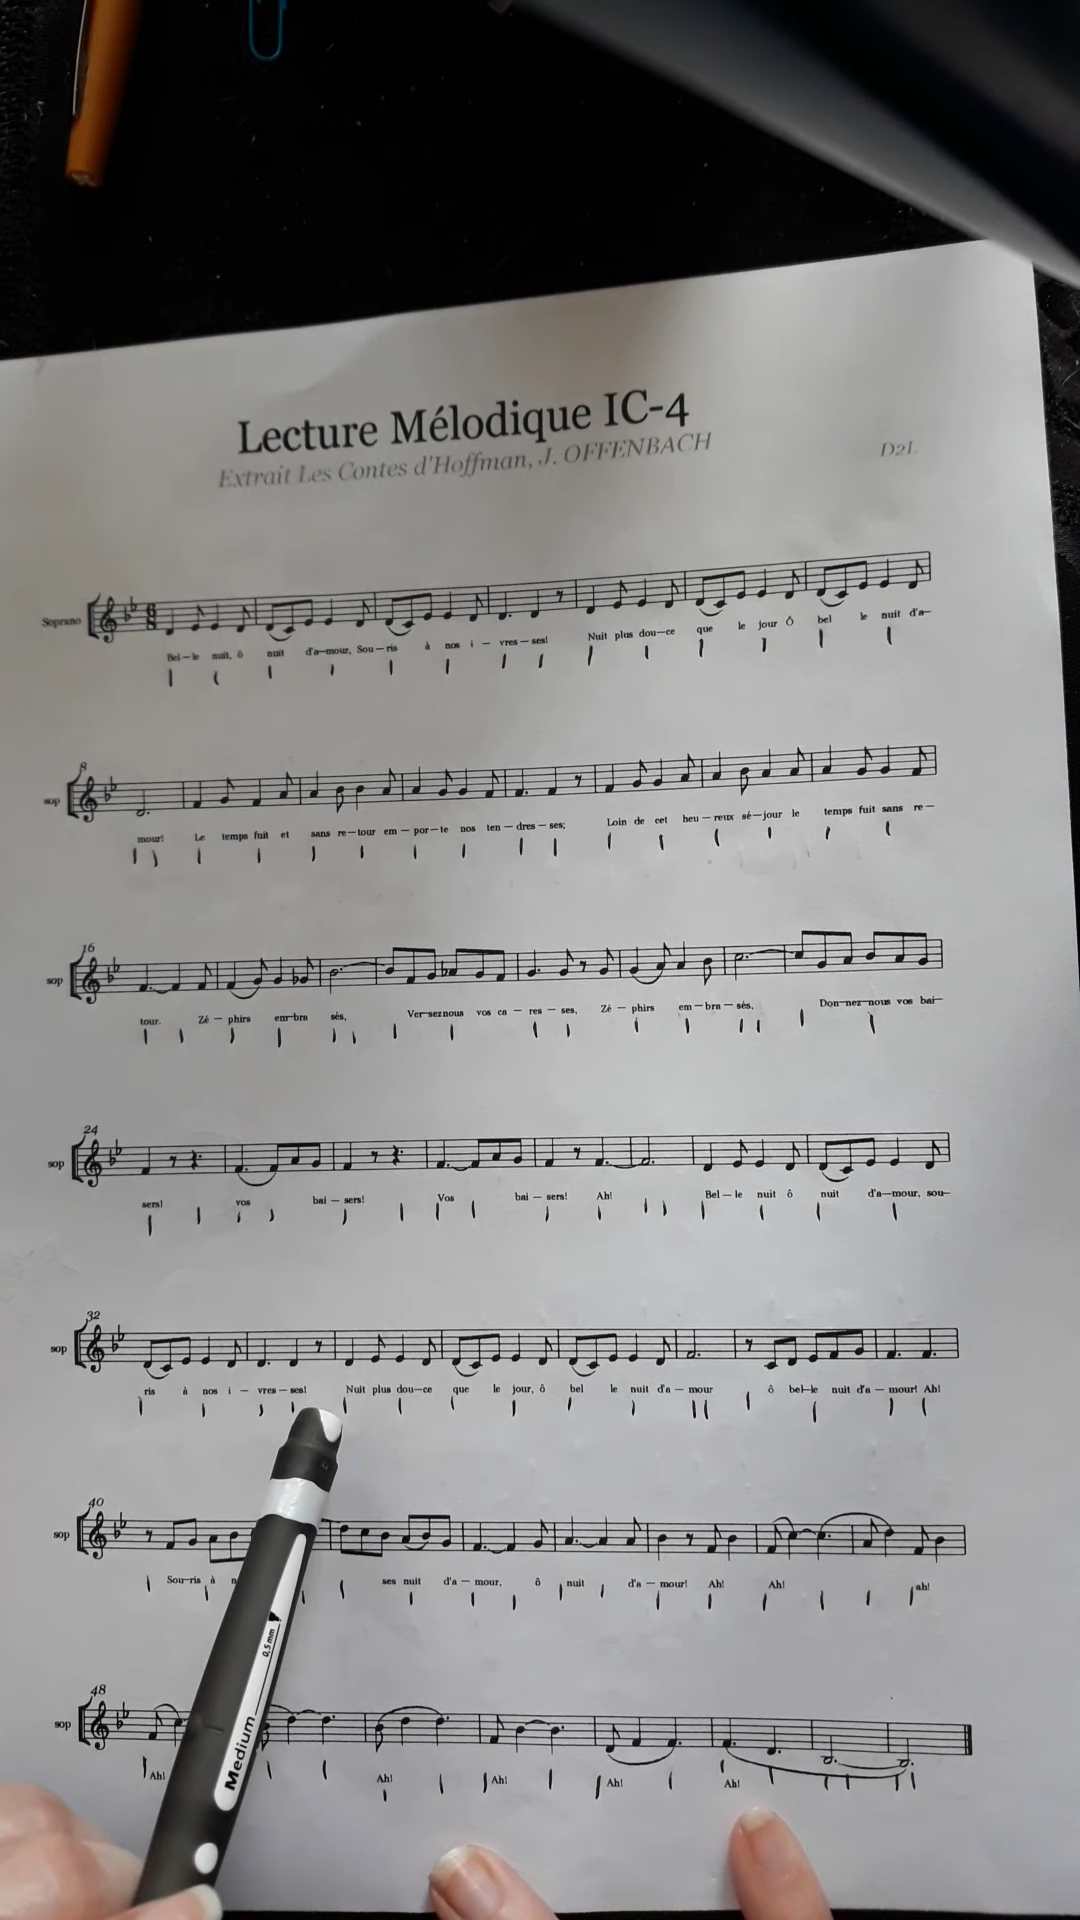 Lecture Mélodique IC-4
Extrait Les Contes d'Hoffman, J. OFFENBACH
D2L
Soprano
6 8
Bel-le nuit, ô nuit d'a-mour, Sou-ris à nos i-vres-ses! Nuit plus dou-ce que le jour Ô bel le nuit d'a-
8
sop
mour! Le temps fuit et sans re-tour em-por-te nos ten-dres-ses; Loin de cet heu-reux sé-jour le temps fuit sans re-
16
sop
tour. Zé-phirs em-bra sés, Ver-seznous vos ca-res-ses, Zé-phirs em-bra-sés, Don-nez-nous vos bai-
24
sop
sers! vos bai-sers! Vos bai-sers! Ah! Bel-le nuit ô nuit d'a-mour, sou-
32
sop
ris à nos i-vres-ses! Nuit plus dou-ce que le jour, ô bel le nuit d'a-mour ô bel-le nuit d'a-mour! Ah!
40
sop
Sou-ris à n ses nuit d'a-mour, ô nuit d'a-mour! Ah! Ah! ah!
48
sop
Ah! Ah! Ah! Ah! Ah!
0,5 mm
Medium